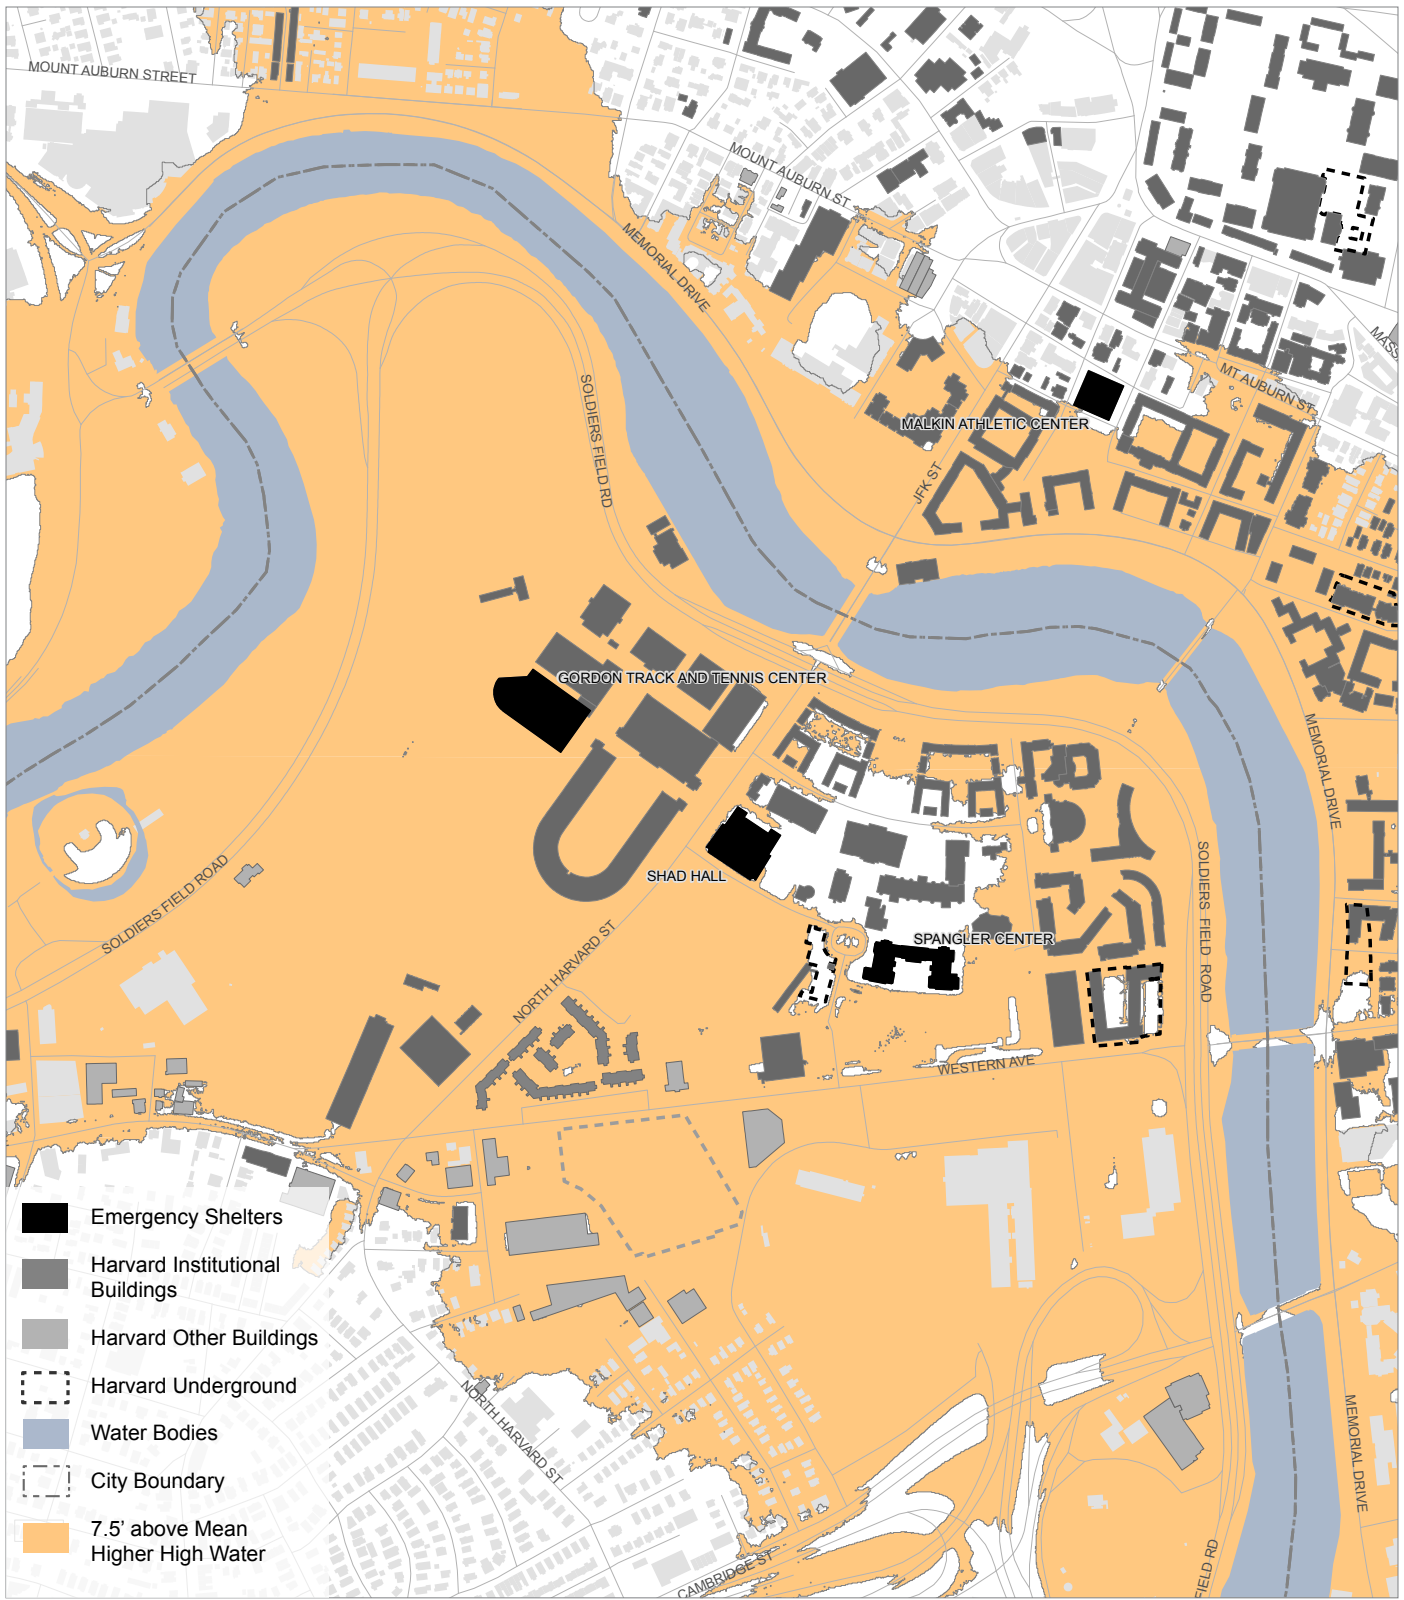 MOUNT AUBURN STREET
MOUNT AUBURN ST
MEMORIAL DRIVE
MASS
SOLDIERS FIELD RD
MT AUBURN ST
MALKIN ATHLETIC CENTER
JFK ST
GORDON TRACK AND TENNIS CENTER
MEMORIAL DRIVE
SHAD HALL
SOLDIERS FIELD ROAD
SOLDIERS FIELD ROAD
SPANGLER CENTER
NORTH HARVARD ST
WESTERN AVE
Emergency Shelters
Harvard Institutional
Buildings
Harvard Other Buildings
Harvard Underground
Water Bodies
City Boundary
7.5' above Mean
Higher High Water
NORTH HARVARD ST
MEMORIAL DRIVE
CAMBRIDGE ST
FIELD RD